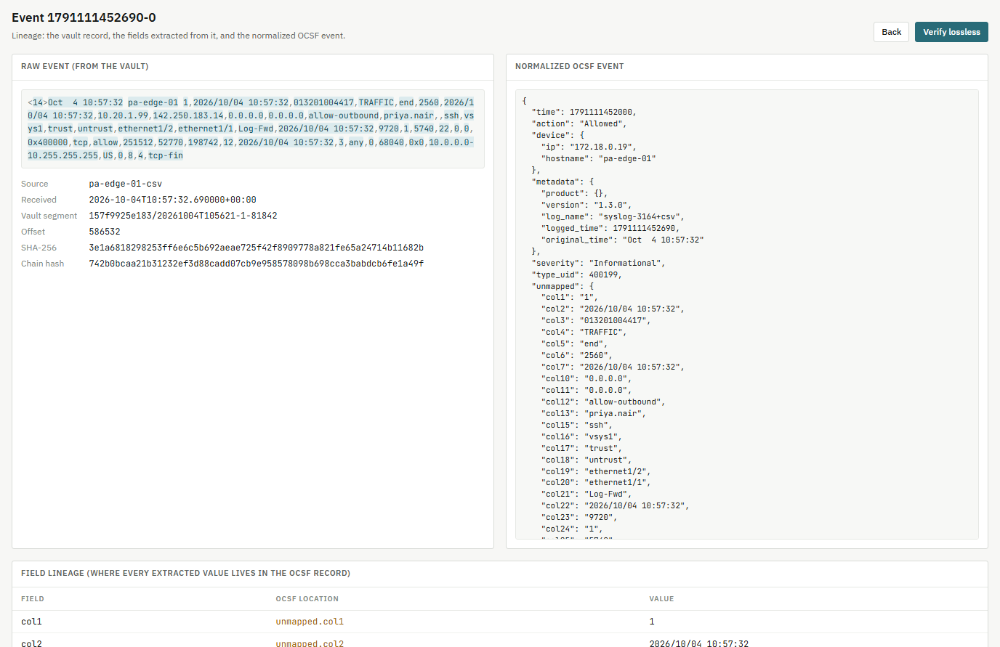 Event 1791111452690-0
Lineage: the vault record, the fields extracted from it, and the normalized OCSF event.
Back
Verify lossless
RAW EVENT (FROM THE VAULT)
<14>Oct  4 10:57:32 pa-edge-01 1,2026/10/04 10:57:32,013201004417,TRAFFIC,end,2560,2026/1
0/04 10:57:32,10.20.1.99,142.250.183.14,0.0.0.0,0.0.0.0,allow-outbound,priya.nair,,ssh,vs
ys1,trust,untrust,ethernet1/2,ethernet1/1,Log-Fwd,2026/10/04 10:57:32,9720,1,5740,22,0,0,
0x400000,tcp,allow,251512,52770,198742,12,2026/10/04 10:57:32,3,any,0,68040,0x0,10.0.0.0-
10.255.255.255,US,0,8,4,tcp-fin
Source pa-edge-01-csv
Received 2026-10-04T10:57:32.690000+00:00
Vault segment 157f9925e183/20261004T105621-1-81842
Offset 586532
SHA-256 3e1a6818298253ff6e6c5b692aeae725f42f8909778a821fe65a24714b11682b
Chain hash 742b0bcaa21b31232ef3d88cadd07cb9e958578098b698cca3babdcb6fe1a49f
NORMALIZED OCSF EVENT
{
"time": 1791111452000,
"action": "Allowed",
"device": {
"ip": "172.18.0.19",
"hostname": "pa-edge-01"
},
"metadata": {
"product": {},
"version": "1.3.0",
"log_name": "syslog-3164+csv",
"logged_time": 1791111452690,
"original_time": "Oct  4 10:57:32"
},
"severity": "Informational",
"type_uid": 400199,
"unmapped": {
"col1": "1",
"col2": "2026/10/04 10:57:32",
"col3": "013201004417",
"col4": "TRAFFIC",
"col5": "end",
"col6": "2560",
"col7": "2026/10/04 10:57:32",
"col10": "0.0.0.0",
"col11": "0.0.0.0",
"col12": "allow-outbound",
"col13": "priya.nair",
"col15": "ssh",
"col16": "vsys1",
"col17": "trust",
"col18": "untrust",
"col19": "ethernet1/2",
"col20": "ethernet1/1",
"col21": "Log-Fwd",
"col22": "2026/10/04 10:57:32",
"col23": "9720",
"col24": "1",
FIELD LINEAGE (WHERE EVERY EXTRACTED VALUE LIVES IN THE OCSF RECORD)
FIELD OCSF LOCATION VALUE
col1 unmapped.col1 1
col2 unmapped.col2 2026/10/04 10:57:32